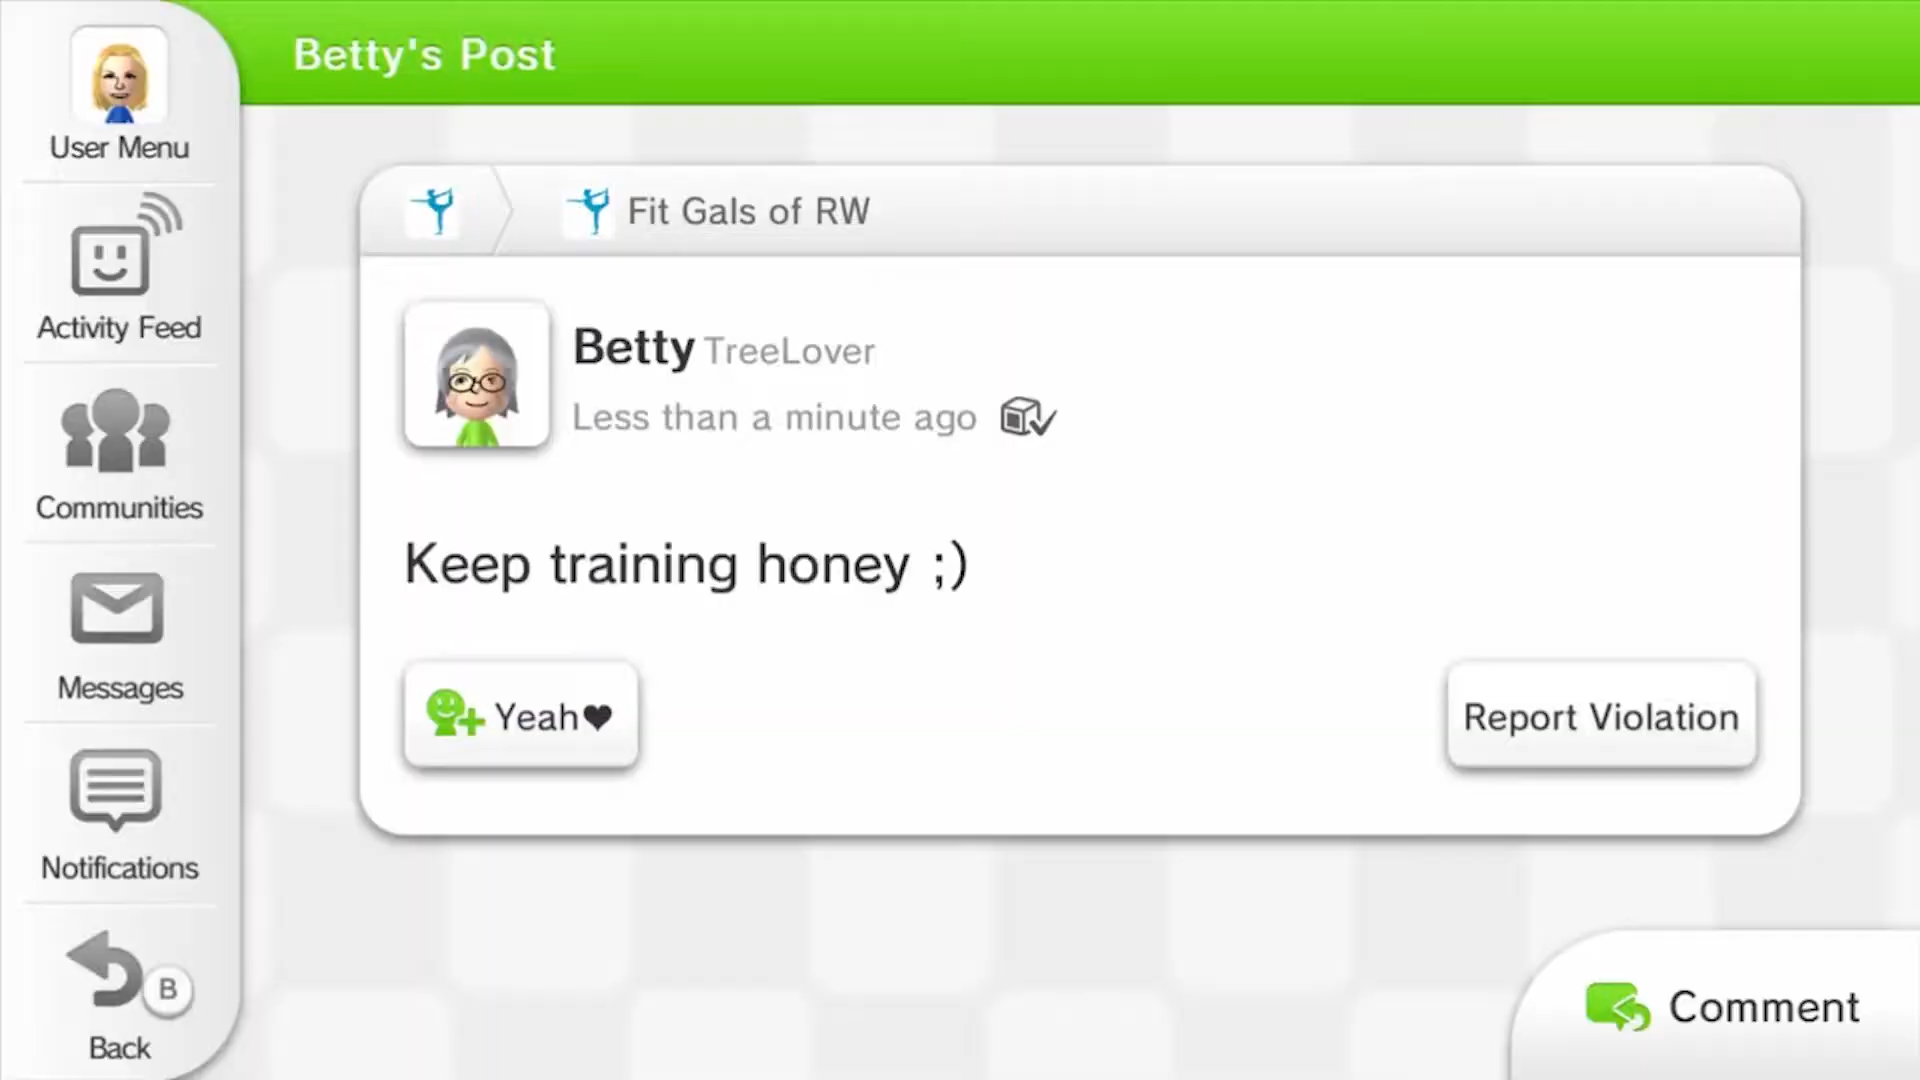 Betty's Post
User Menu
Activity Feed
Communities
Messages
Notifications
B
Back
Fit Gals of RW
Betty TreeLover
Less than a minute ago
Keep training honey ;)
Yeah♥
Report Violation
Comment